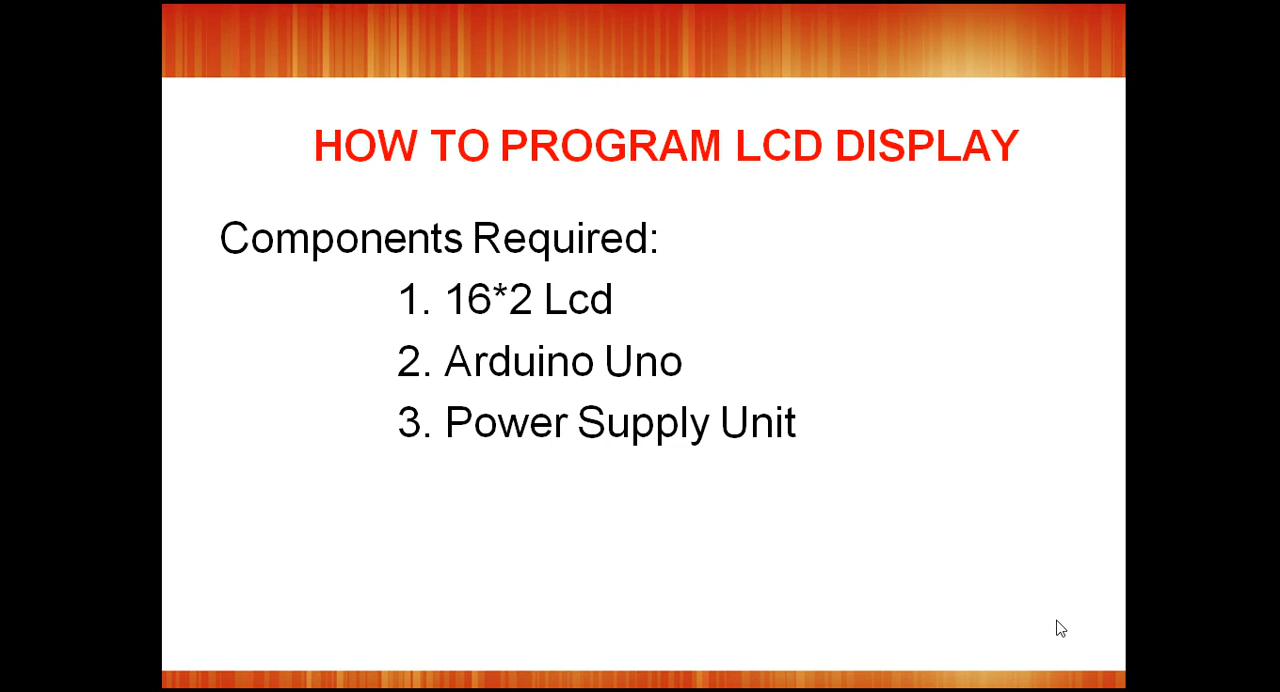 HOW TO PROGRAM LCD DISPLAY
Components Required:
1. 16*2 Lcd
2. Arduino Uno
3. Power Supply Unit